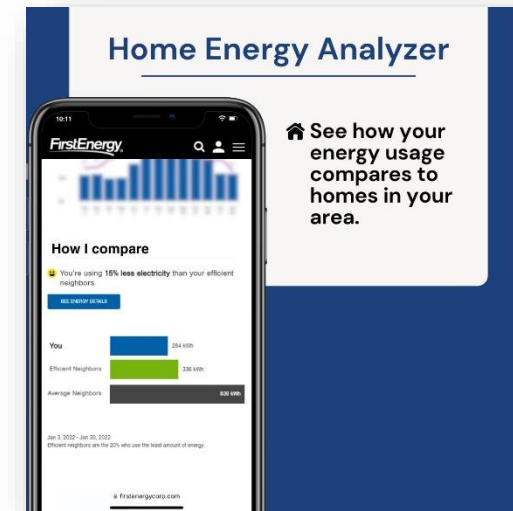 Home Energy Analyzer
10:11
FirstEnergy
How I compare
You're using 15% less electricity than your efficient
neighbors.
SEE ENERGY DETAILS
You
284 kWh
Efficient Neighbors
336 kWh
Average Neighbors
Jan 3, 2022 - Jan 30, 2022
Efficient neighbors are the 20% who use the least amount of energy.
firstenergycorp.com
See how your
energy usage
compares to
homes in your
area.